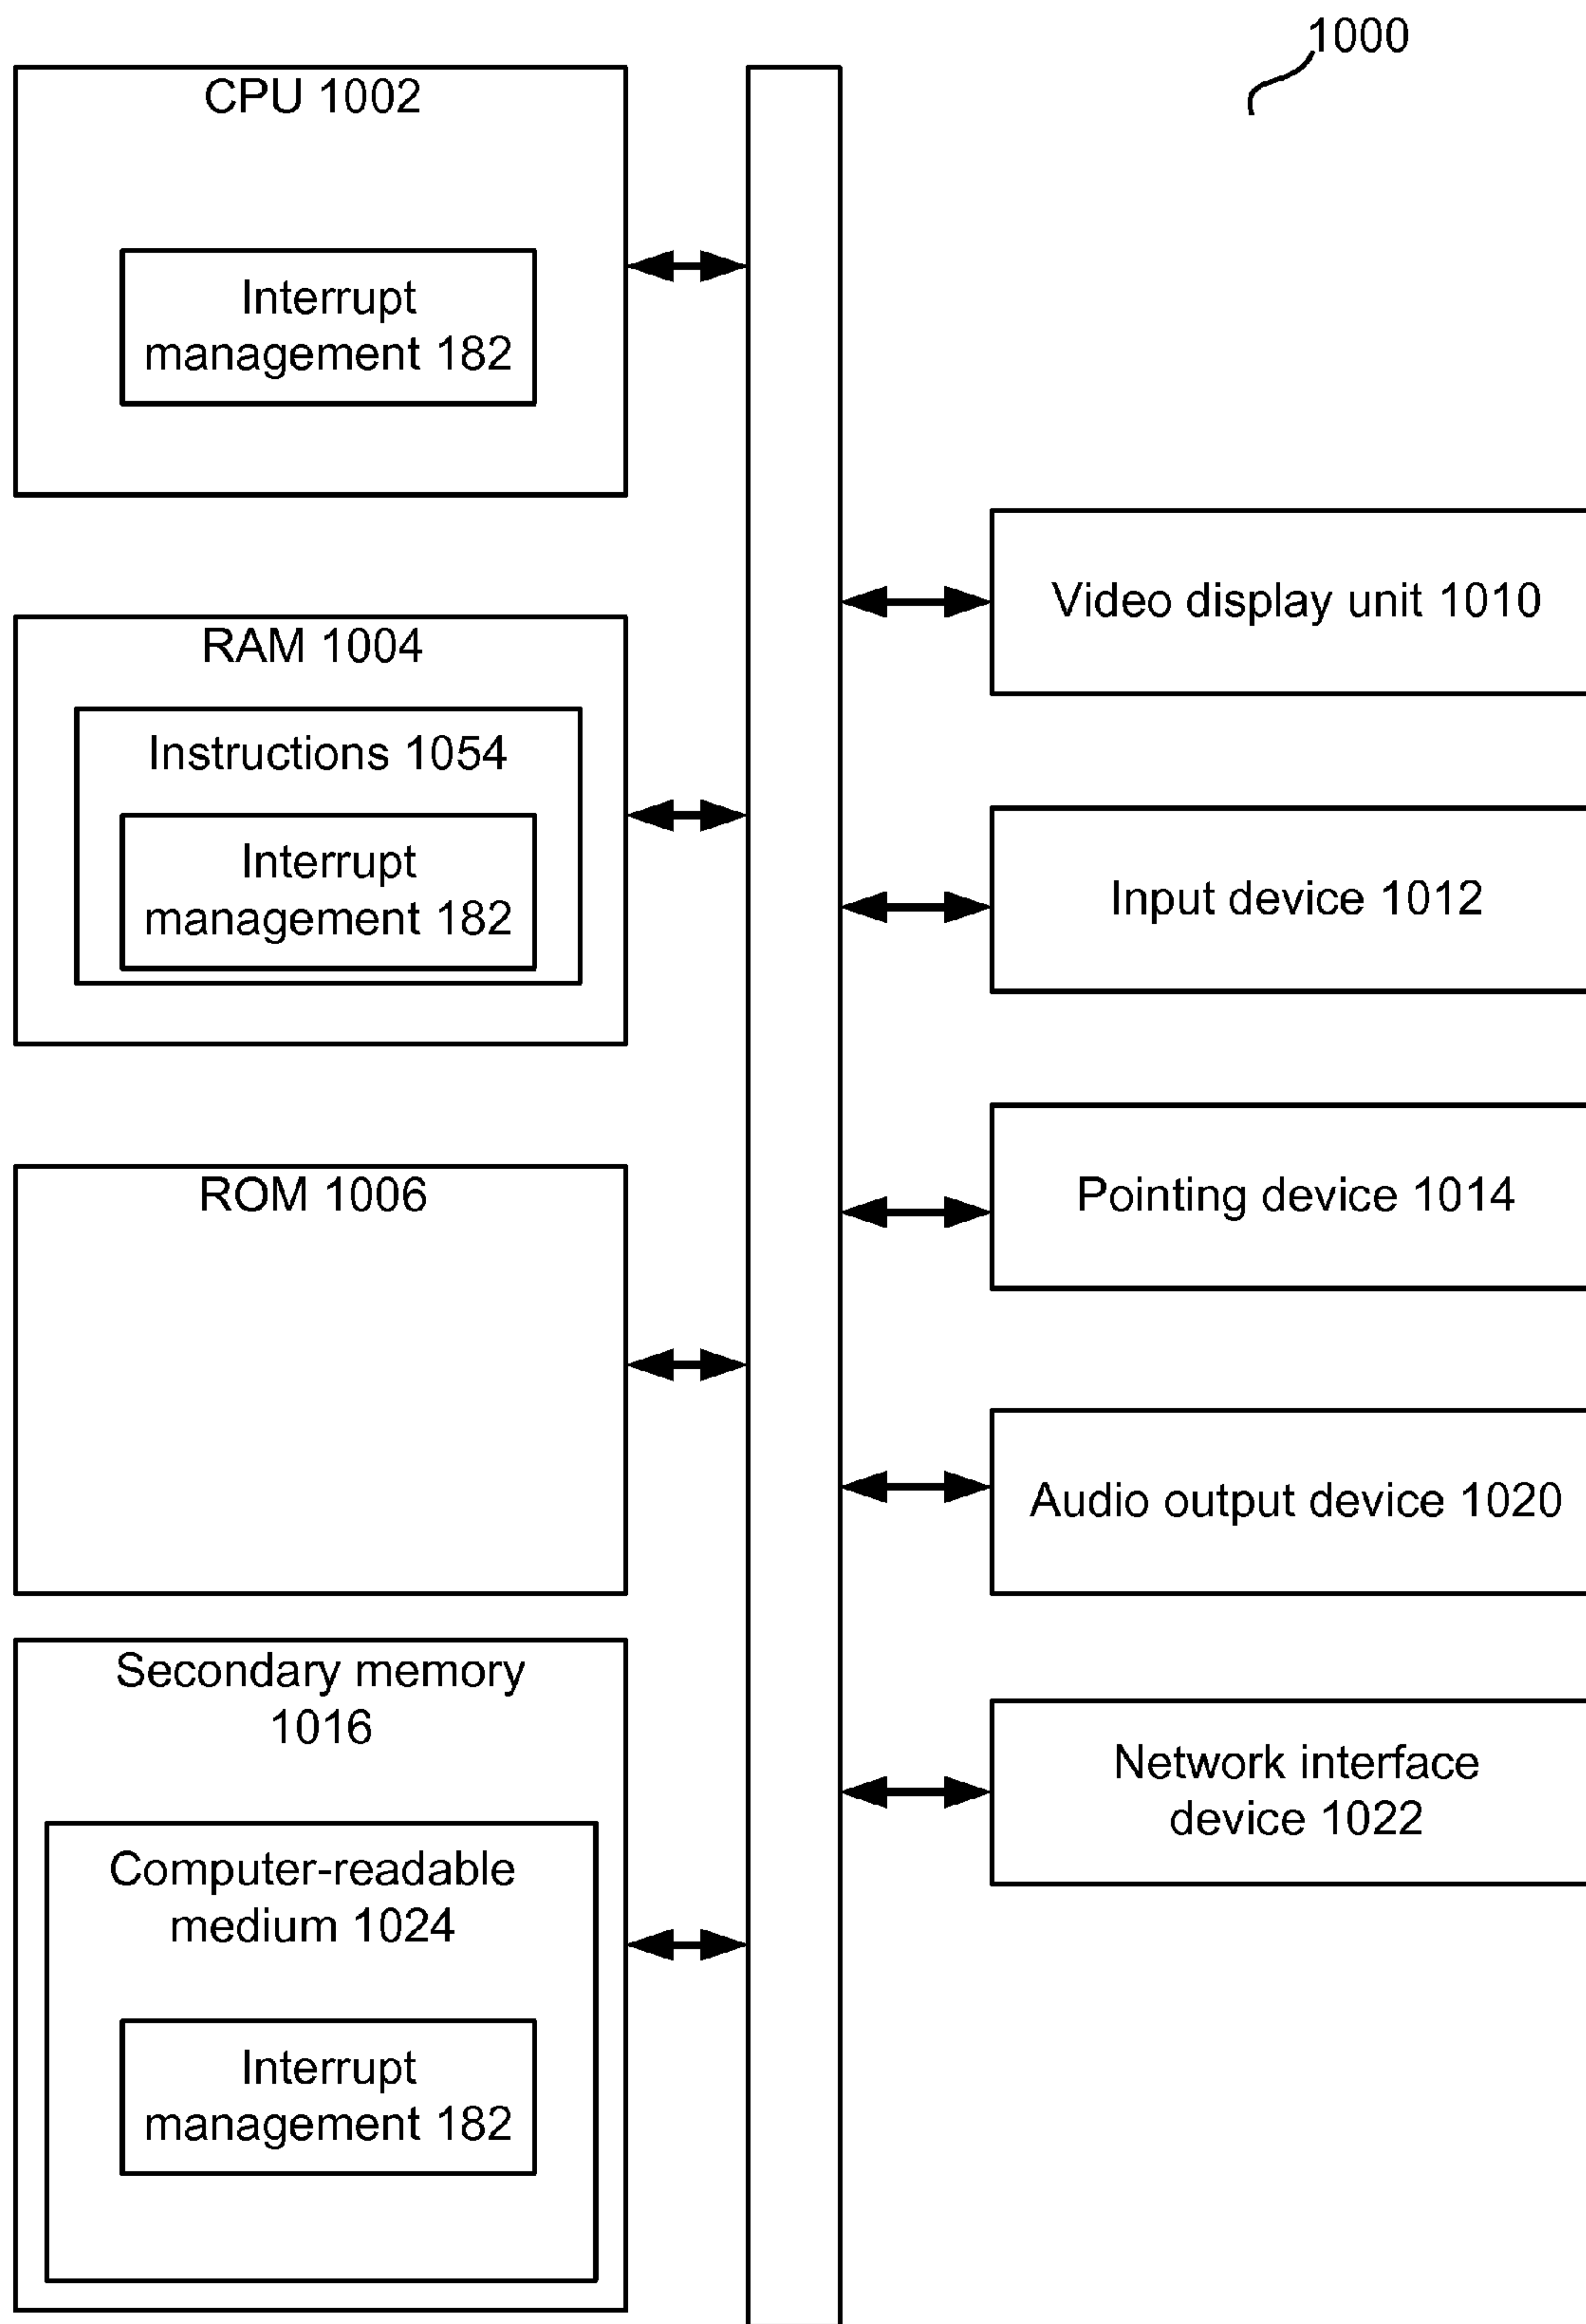 1000
CPU 1002
Interrupt
management 182
RAM 1004
Instructions 1054
Interrupt
management 182
ROM 1006
Secondary memory
1016
Computer-readable
medium 1024
Interrupt
management 182
Video display unit 1010
Input device 1012
Pointing device 1014
Audio output device 1020
Network interface
device 1022